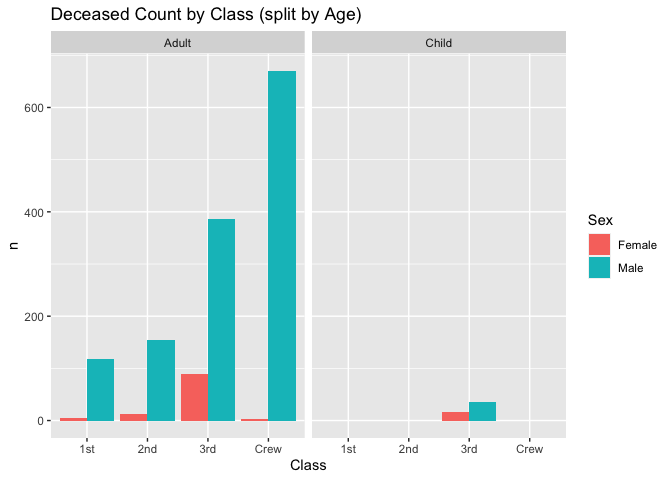 Deceased Count by Class (split by Age)
Adult
Child
600
400
200
0
n
1st 2nd 3rd Crew
1st 2nd 3rd Crew
Class
Sex
Female
Male